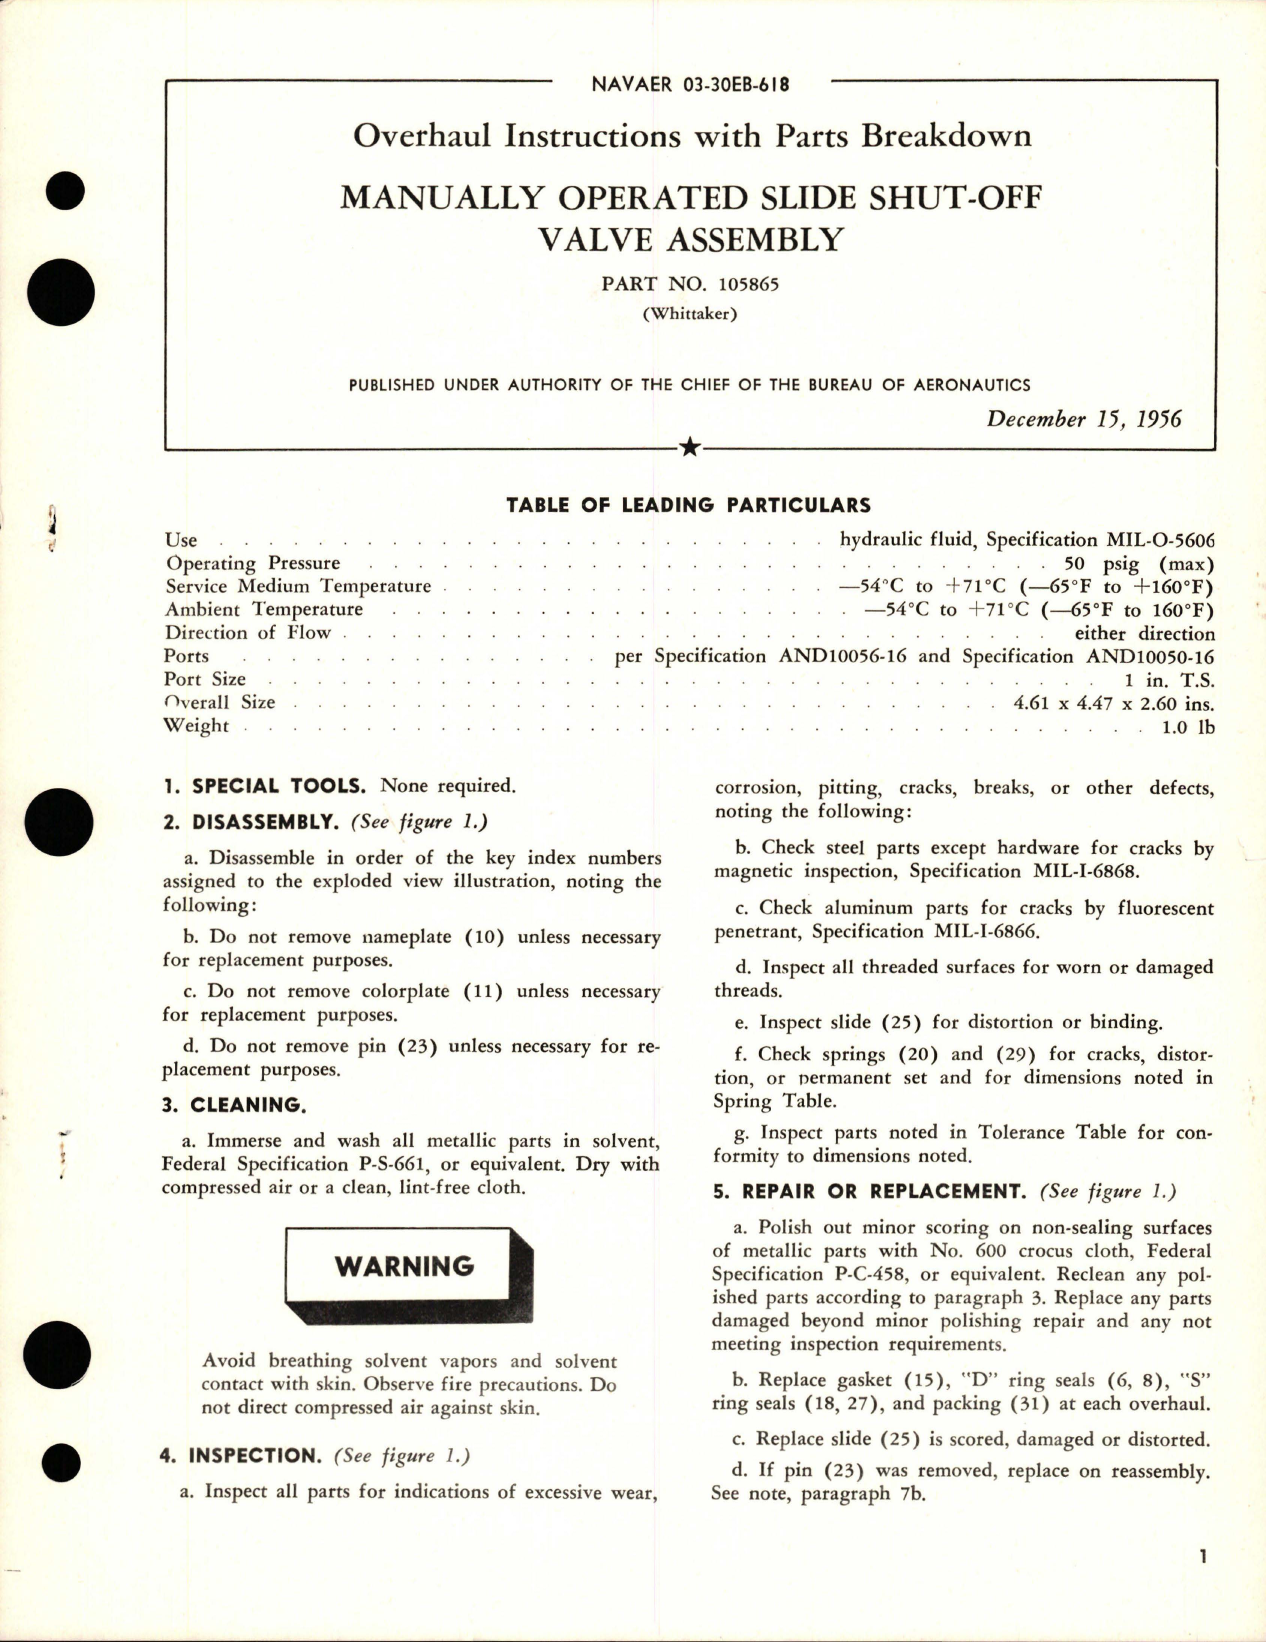 NAVAER 03-30EB-618
Overhaul Instructions with Parts Breakdown
MANUALLY OPERATED SLIDE SHUT-OFF
VALVE ASSEMBLY
PART NO. 105865
(Whittaker)
PUBLISHED UNDER AUTHORITY OF THE CHIEF OF THE BUREAU OF AERONAUTICS
December 15, 1956
TABLE OF LEADING PARTICULARS
Use . . . . . . . . . . . . . . . . . . . . . . . . . hydraulic fluid, Specification MIL-O-5606
Operating Pressure . . . . . . . . . . . . . . . . . . . . . . . . . . . . 50 psig (max)
Service Medium Temperature . . . . . . . . . . . . . . . . —54°C to +71°C (—65°F to +160°F)
Ambient Temperature . . . . . . . . . . . . . . . . . . . —54°C to +71°C (—65°F to 160°F)
Direction of Flow . . . . . . . . . . . . . . . . . . . . . . . . . . . . . either direction
Ports . . . . . . . . . . . . . . . per Specification AND10056-16 and Specification AND10050-16
Port Size . . . . . . . . . . . . . . . . . . . . . . . . . . . . . . . . . . 1 in. T.S.
Overall Size . . . . . . . . . . . . . . . . . . . . . . . . . . . . . 4.61 x 4.47 x 2.60 ins.
Weight . . . . . . . . . . . . . . . . . . . . . . . . . . . . . . . . . . . . . 1.0 lb
1. SPECIAL TOOLS. None required.
2. DISASSEMBLY. (See figure 1.)
a. Disassemble in order of the key index numbers
assigned to the exploded view illustration, noting the
following:
b. Do not remove nameplate (10) unless necessary
for replacement purposes.
c. Do not remove colorplate (11) unless necessary
for replacement purposes.
d. Do not remove pin (23) unless necessary for re-
placement purposes.
3. CLEANING.
a. Immerse and wash all metallic parts in solvent,
Federal Specification P-S-661, or equivalent. Dry with
compressed air or a clean, lint-free cloth.
WARNING
Avoid breathing solvent vapors and solvent
contact with skin. Observe fire precautions. Do
not direct compressed air against skin.
4. INSPECTION. (See figure 1.)
a. Inspect all parts for indications of excessive wear,
corrosion, pitting, cracks, breaks, or other defects,
noting the following:
b. Check steel parts except hardware for cracks by
magnetic inspection, Specification MIL-I-6868.
c. Check aluminum parts for cracks by fluorescent
penetrant, Specification MIL-I-6866.
d. Inspect all threaded surfaces for worn or damaged
threads.
e. Inspect slide (25) for distortion or binding.
f. Check springs (20) and (29) for cracks, distor-
tion, or permanent set and for dimensions noted in
Spring Table.
g. Inspect parts noted in Tolerance Table for con-
formity to dimensions noted.
5. REPAIR OR REPLACEMENT. (See figure 1.)
a. Polish out minor scoring on non-sealing surfaces
of metallic parts with No. 600 crocus cloth, Federal
Specification P-C-458, or equivalent. Reclean any pol-
ished parts according to paragraph 3. Replace any parts
damaged beyond minor polishing repair and any not
meeting inspection requirements.
b. Replace gasket (15), "D" ring seals (6, 8), "S"
ring seals (18, 27), and packing (31) at each overhaul.
c. Replace slide (25) is scored, damaged or distorted.
d. If pin (23) was removed, replace on reassembly.
See note, paragraph 7b.
1